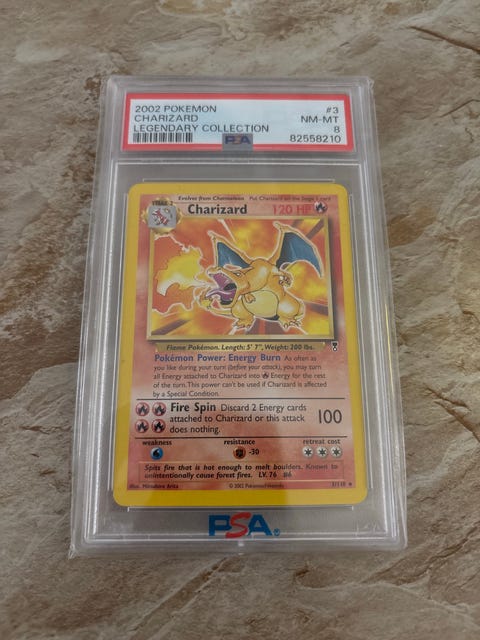 2002 POKEMON #3
CHARIZARD NM-MT
LEGENDARY COLLECTION 8
PSA 82558210
Evolves from Charmeleon Put Charizard on the Stage 1 card
STAGE 2 Charizard 120 HP
Flame Pokémon. Length: 5' 7", Weight: 200 lbs.
Pokémon Power: Energy Burn As often as
you like during your turn (before your attack), you may turn
all Energy attached to Charizard into Energy for the rest
of the turn. This power can't be used if Charizard is affected
by a Special Condition.
Fire Spin Discard 2 Energy cards
attached to Charizard or this attack
does nothing.
100
weakness resistance retreat cost
-30
Spits fire that is hot enough to melt boulders. Known to
unintentionally cause forest fires. LV. 76 #6
Illus. Mitsuhiro Arita © 2002 Pokémon/Nintendo 3/110
PSA®